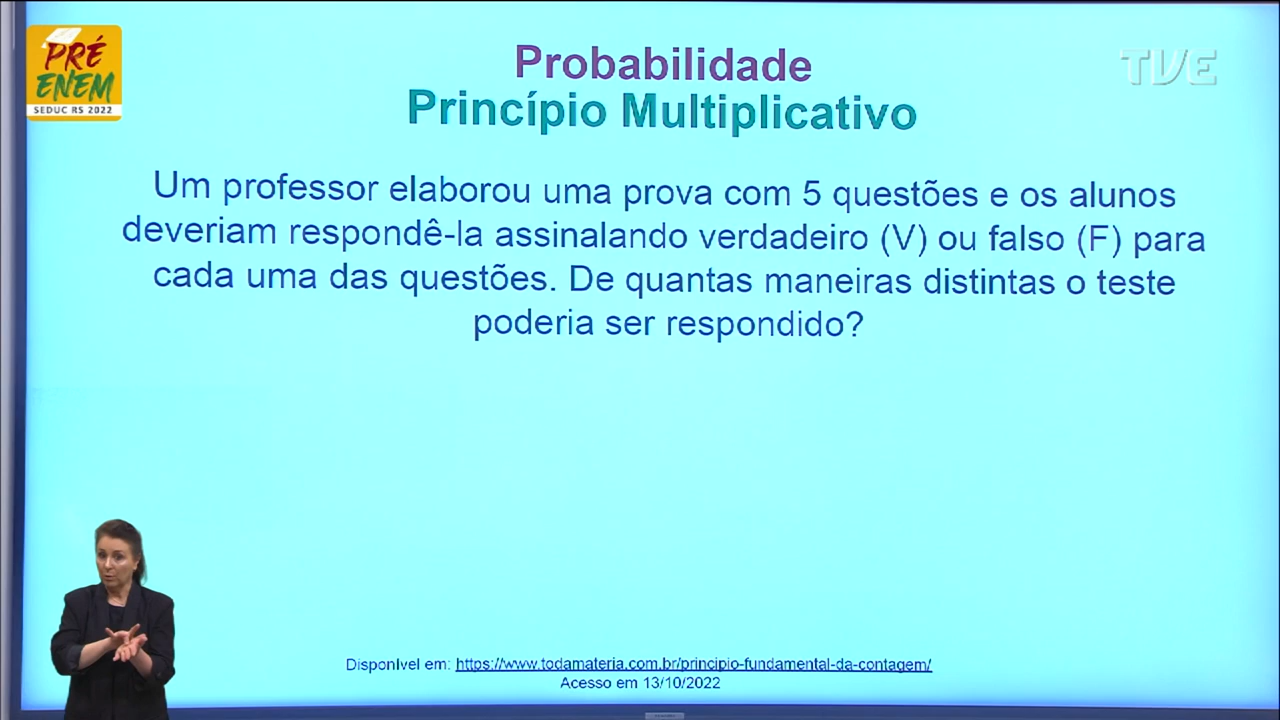 PRÉ
ENEM
SEDUC RS 2022
TVE
Probabilidade
Princípio Multiplicativo
Um professor elaborou uma prova com 5 questões e os alunos
deveriam respondê-la assinalando verdadeiro (V) ou falso (F) para
cada uma das questões. De quantas maneiras distintas o teste
poderia ser respondido?
Disponível em: https://www.todamateria.com.br/principio-fundamental-da-contagem/
Acesso em 13/10/2022